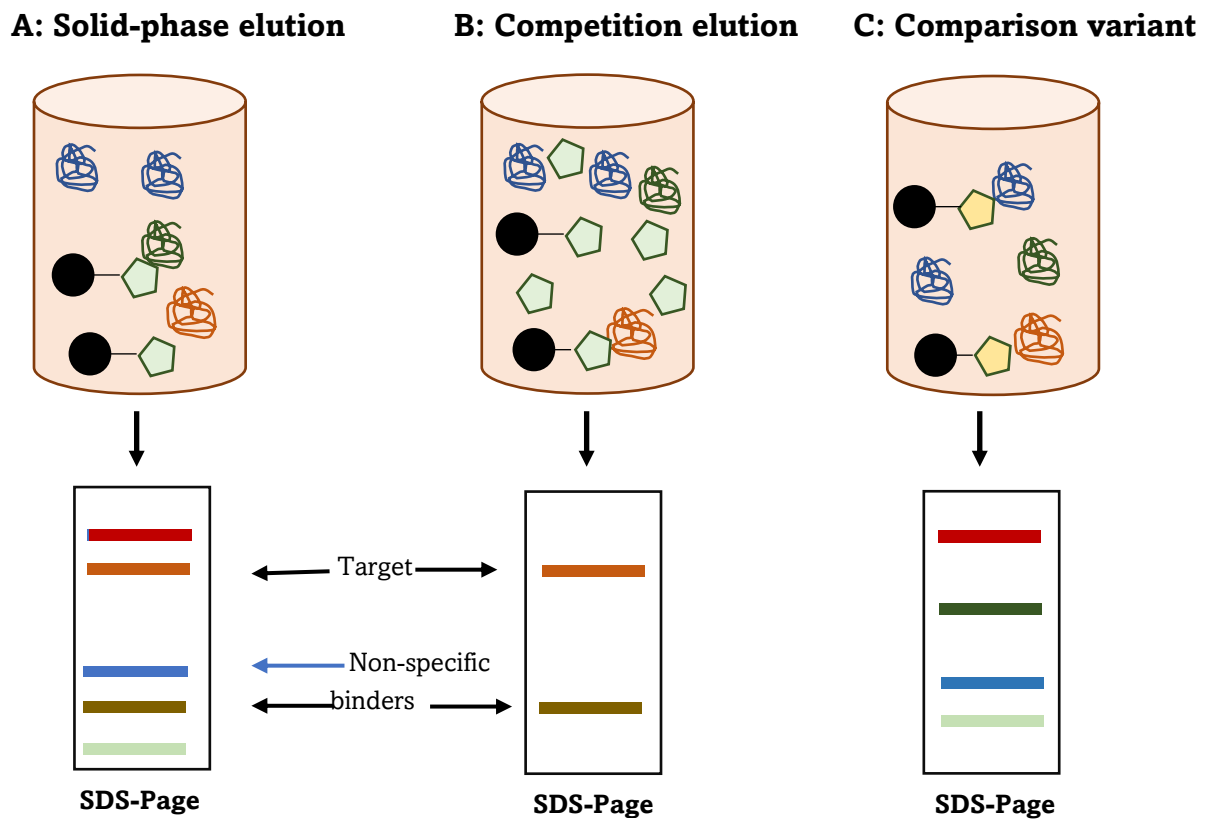 A: Solid-phase elution
B: Competition elution
C: Comparison variant
Target
Non-specific
binders
SDS-Page
SDS-Page
SDS-Page